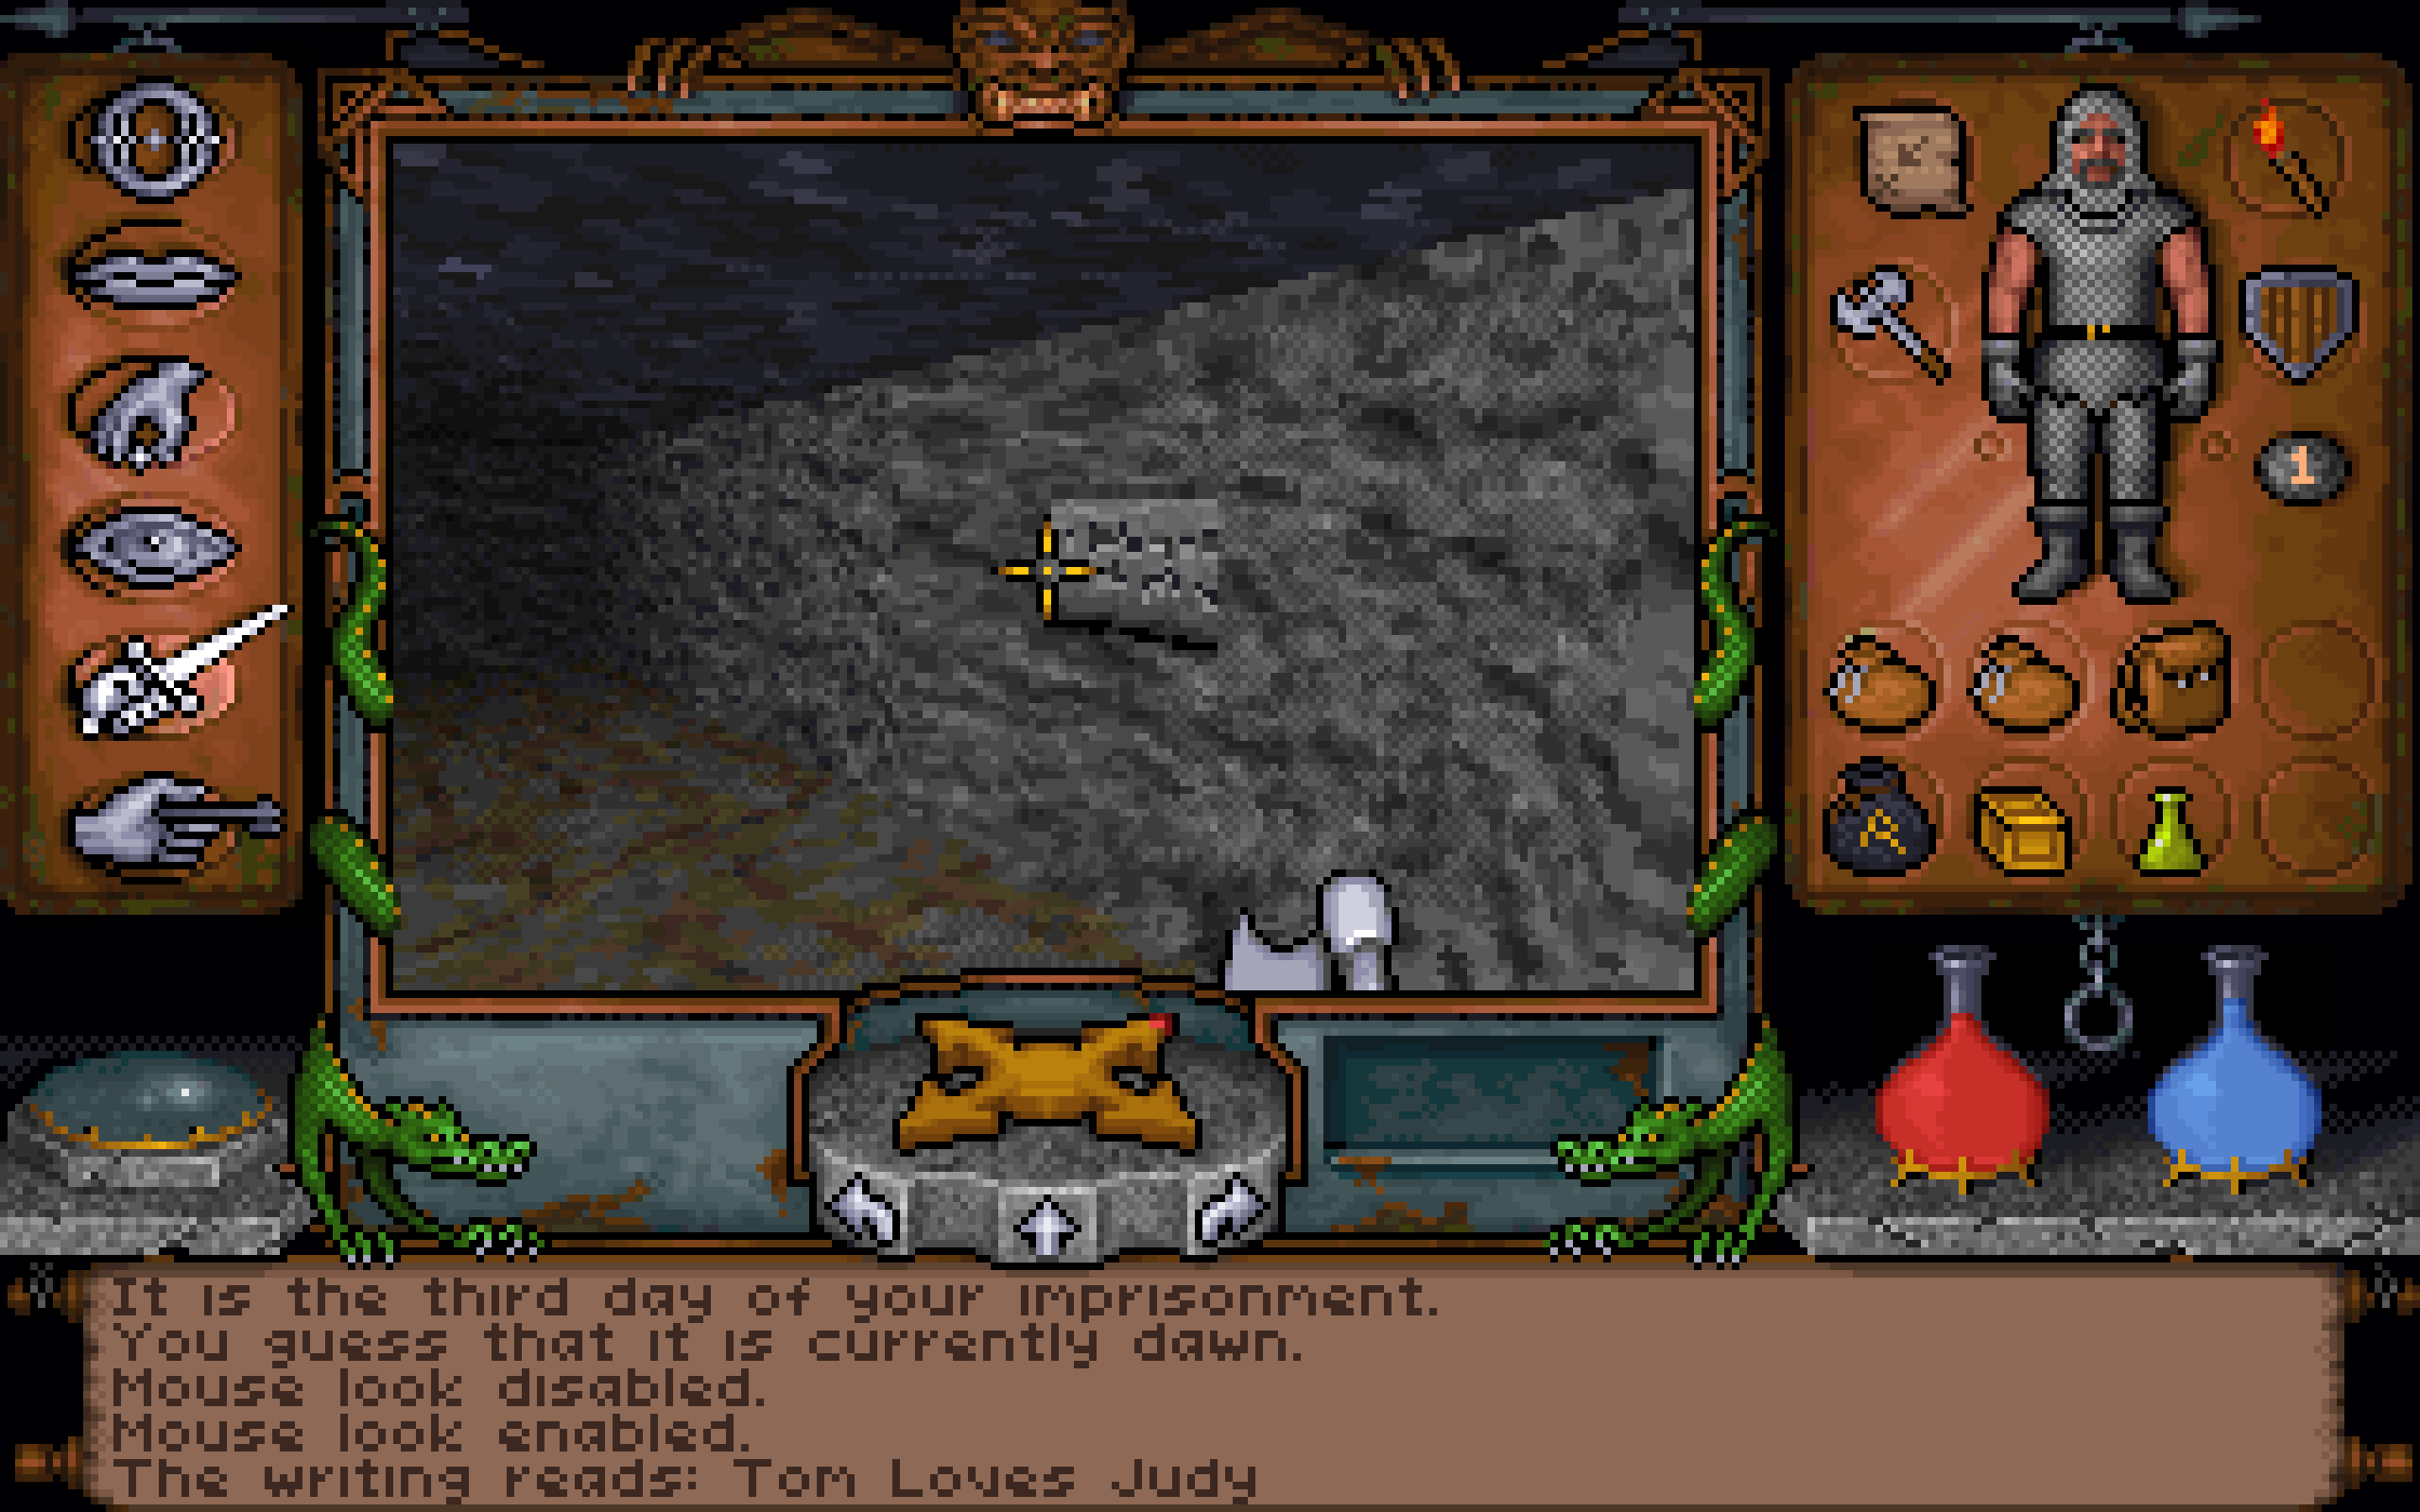 1
It is the third day of your imprisonment.
You guess that it is currently dawn.
Mouse look disabled.
Mouse look enabled.
The writing reads: Tom Loves Judy